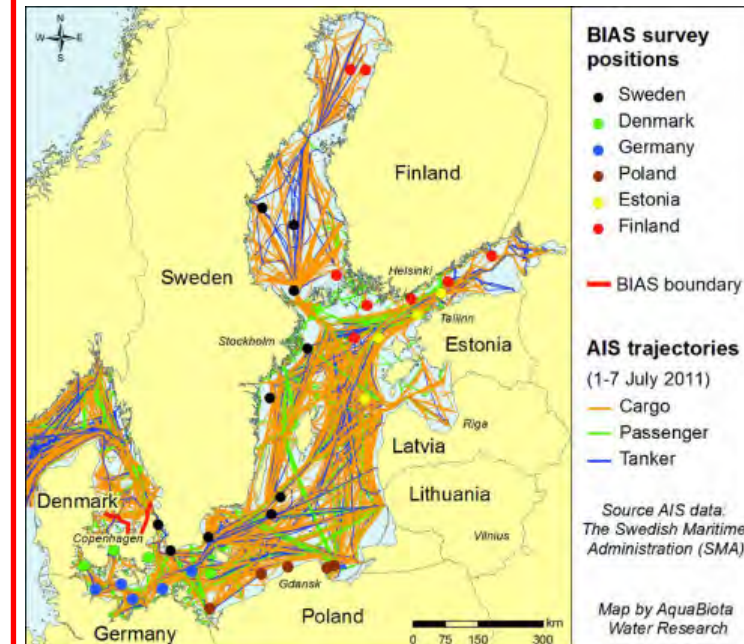 N
W E
S
Finland
Sweden
Helsinki
Tallinn
Stockholm
Estonia
Riga
Latvia
Denmark
Lithuania
Copenhagen
Vilnius
Gdansk
Poland
Germany
km
0 75 150 300
BIAS survey
positions
Sweden
Denmark
Germany
Poland
Estonia
Finland
BIAS boundary
AIS trajectories
(1-7 July 2011)
Cargo
Passenger
Tanker
Source AIS data:
The Swedish Maritime
Administration (SMA)
Map by AquaBiota
Water Research